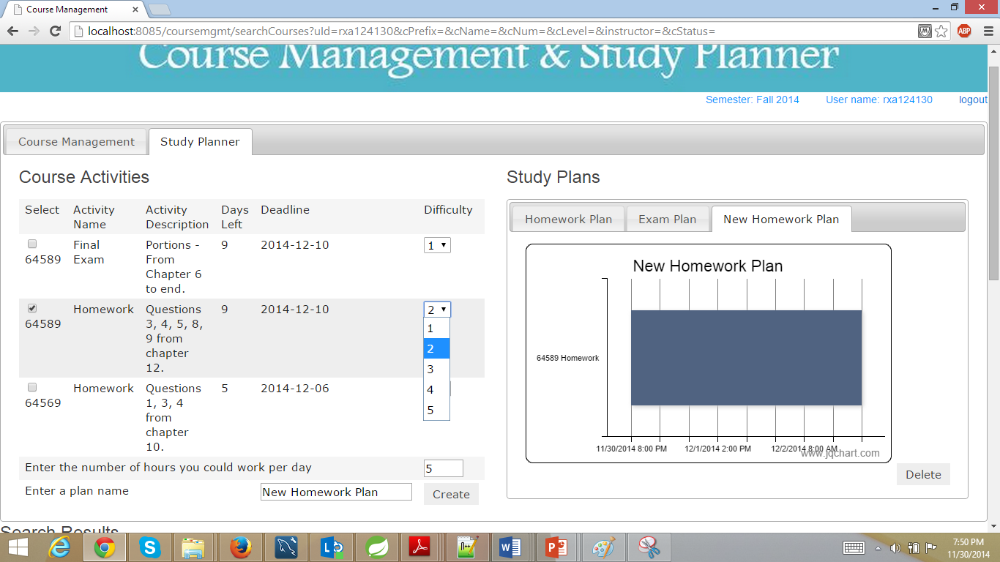 Course Management
localhost:8085/coursemgmt/searchCourses?uId=rxa124130&cPrefix=&cName=&cNum=&cLevel=&instructor=&cStatus=
ABP
Course Management & Study Planner
Semester: Fall 2014 User name: rxa124130 logout
Course Management Study Planner
Course Activities
Select Activity Name Activity Description Days Left Deadline Difficulty
64589 Final Exam Portions - From Chapter 6 to end. 9 2014-12-10 1
64589 Homework Questions 3, 4, 5, 8, 9 from chapter 12. 9 2014-12-10 2
1
2
3
4
5
64569 Homework Questions 1, 3, 4 from chapter 10. 5 2014-12-06
Enter the number of hours you could work per day 5
Enter a plan name New Homework Plan Create
Study Plans
Homework Plan Exam Plan New Homework Plan
New Homework Plan
64589 Homework
11/30/2014 8:00 PM 12/1/2014 2:00 PM 12/2/2014 8:00 AM
www.jqchart.com
Delete
Search Results
7:50 PM
11/30/2014